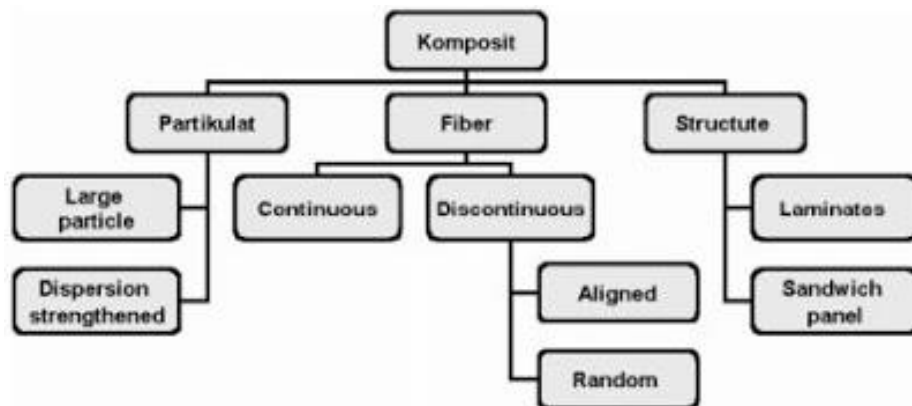 Komposit
Partikulat
Fiber
Structute
Large
particle
Continuous
Discontinuous
Laminates
Dispersion
strengthened
Aligned
Sandwich
panel
Random